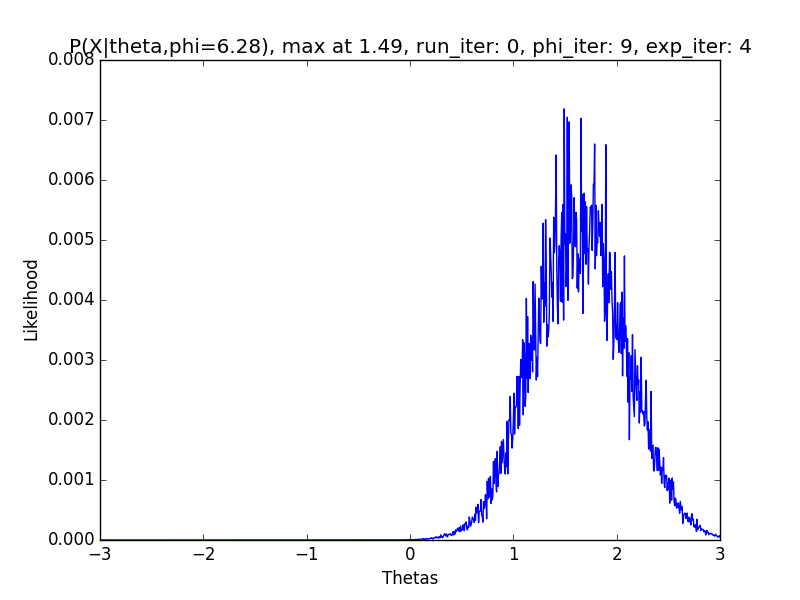 P(X|theta,phi=6.28), max at 1.49, run_iter: 0, phi_iter: 9, exp_iter: 4
0.008
0.007
0.006
0.005
0.004
0.003
0.002
0.001
0.000
Likelihood
−3 −2 −1 0 1 2 3
Thetas